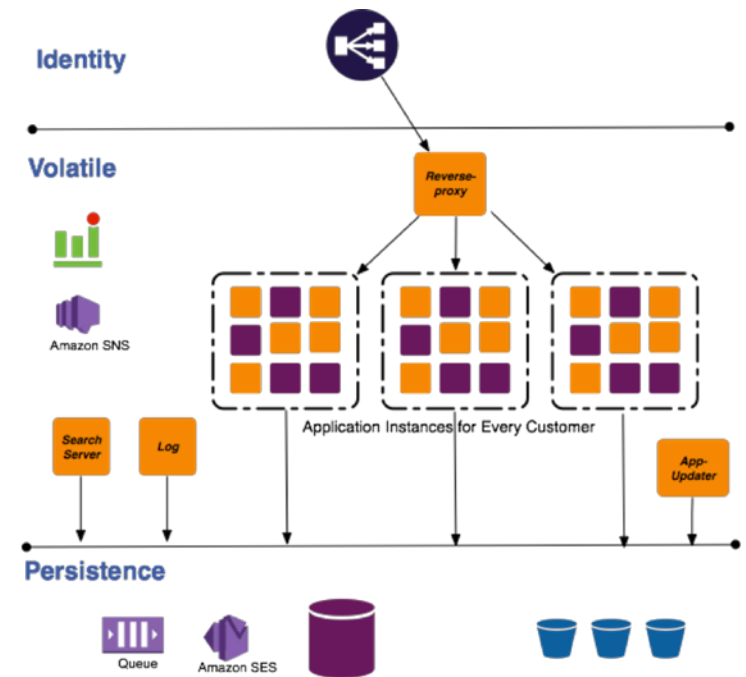 Identity
Volatile
Reverse-
proxy
Amazon SNS
Application Instances for Every Customer
Search
Server
Log
App-
Updater
Persistence
Queue
Amazon SES